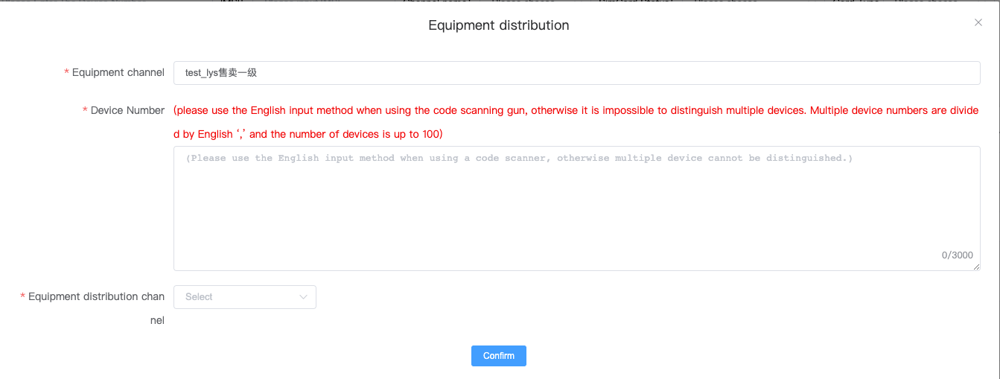 Equipment distribution
* Equipment channel
test_lys售卖一级
* Device Number
(please use the English input method when using the code scanning gun, otherwise it is impossible to distinguish multiple devices. Multiple device numbers are divide
d by English ‘,’ and the number of devices is up to 100)
(Please use the English input method when using a code scanner, otherwise multiple device cannot be distinguished.)
0/3000
* Equipment distribution chan
nel
Select
Confirm